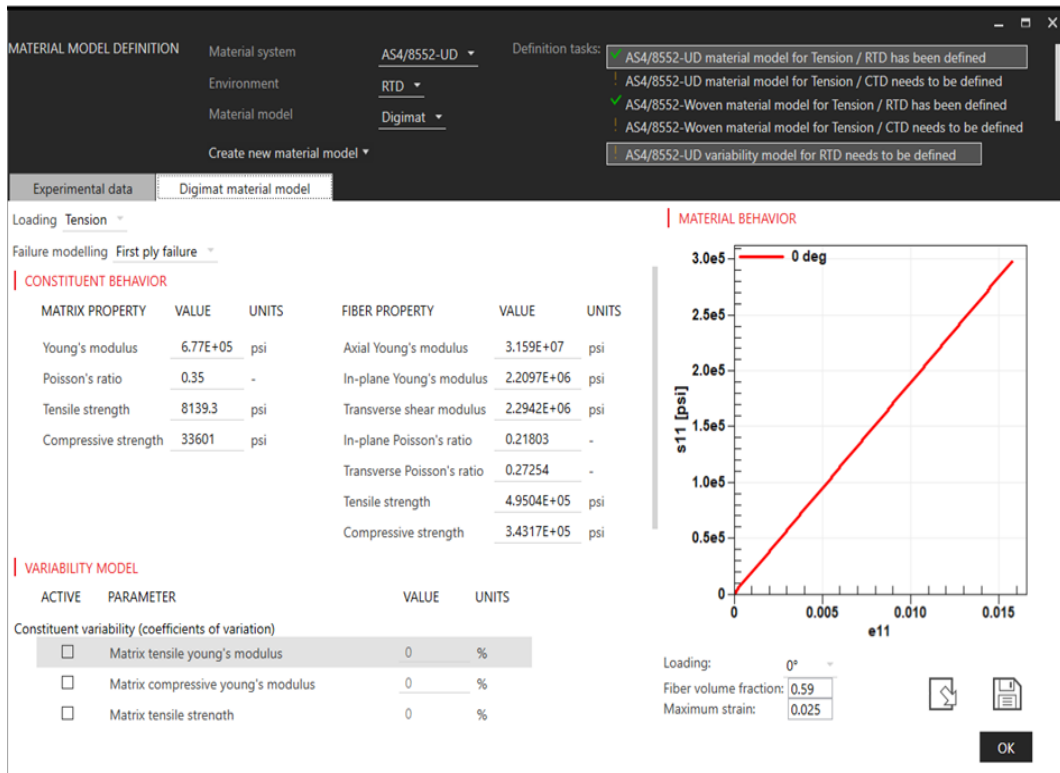 MATERIAL MODEL DEFINITION
Material system AS4/8552-UD
Environment RTD
Material model Digimat
Create new material model
Definition tasks:
AS4/8552-UD material model for Tension / RTD has been defined
! AS4/8552-UD material model for Tension / CTD needs to be defined
AS4/8552-Woven material model for Tension / RTD has been defined
! AS4/8552-Woven material model for Tension / CTD needs to be defined
! AS4/8552-UD variability model for RTD needs to be defined
Experimental data Digimat material model
Loading Tension
Failure modelling First ply failure
CONSTITUENT BEHAVIOR
MATRIX PROPERTY VALUE UNITS
Young's modulus 6.77E+05 psi
Poisson's ratio 0.35 -
Tensile strength 8139.3 psi
Compressive strength 33601 psi
FIBER PROPERTY VALUE UNITS
Axial Young's modulus 3.159E+07 psi
In-plane Young's modulus 2.2097E+06 psi
Transverse shear modulus 2.2942E+06 psi
In-plane Poisson's ratio 0.21803 -
Transverse Poisson's ratio 0.27254 -
Tensile strength 4.9504E+05 psi
Compressive strength 3.4317E+05 psi
VARIABILITY MODEL
ACTIVE PARAMETER VALUE UNITS
Constituent variability (coefficients of variation)
Matrix tensile young's modulus 0 %
Matrix compressive young's modulus 0 %
Matrix tensile strength 0 %
MATERIAL BEHAVIOR
0 deg
s11 [psi]
3.0e5
2.5e5
2.0e5
1.5e5
1.0e5
0.5e5
0
0 0.005 0.010 0.015
e11
Loading: 0°
Fiber volume fraction: 0.59
Maximum strain: 0.025
OK